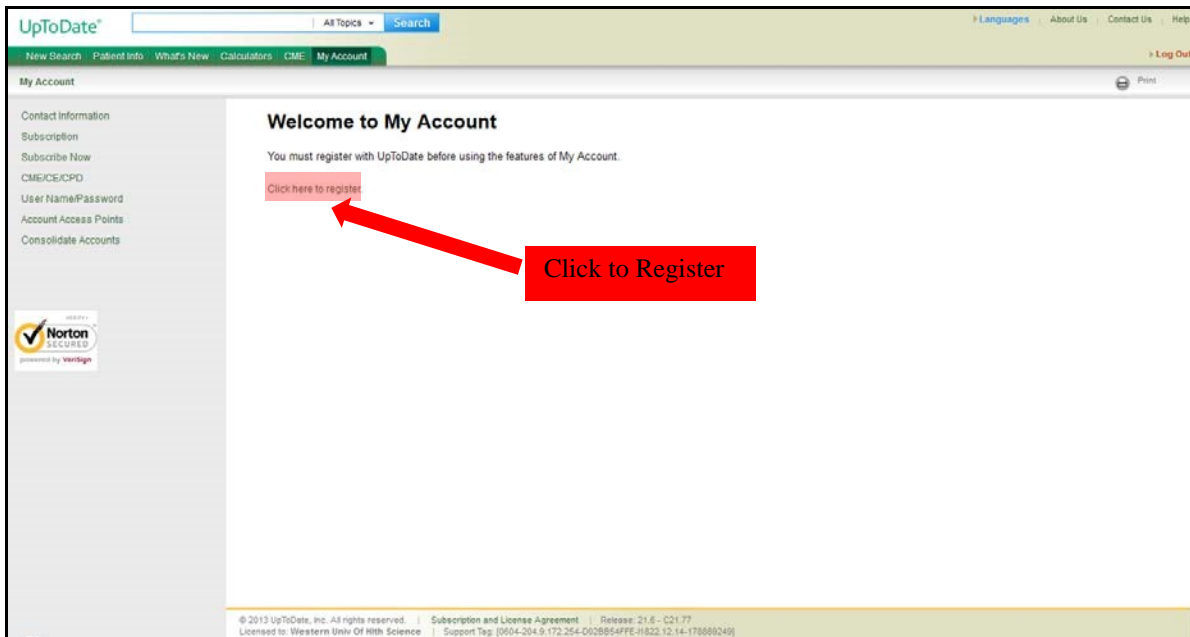 UpToDate®
All Topics
Search
Languages
About Us
Contact Us
Help
New Search
Patient Info
What's New
Calculators
CME
My Account
Log Out
My Account
Print
Contact Information
Subscription
Subscribe Now
CME/CE/CPD
User Name/Password
Account Access Points
Consolidate Accounts
Welcome to My Account
You must register with UpToDate before using the features of My Account.
Click here to register.
Click to Register
Norton
SECURED
powered by VeriSign
© 2013 UpToDate, Inc. All rights reserved. | Subscription and License Agreement | Release: 21.6 - C21.77
Licensed to: Western Univ Of Hlth Science | Support Tag: